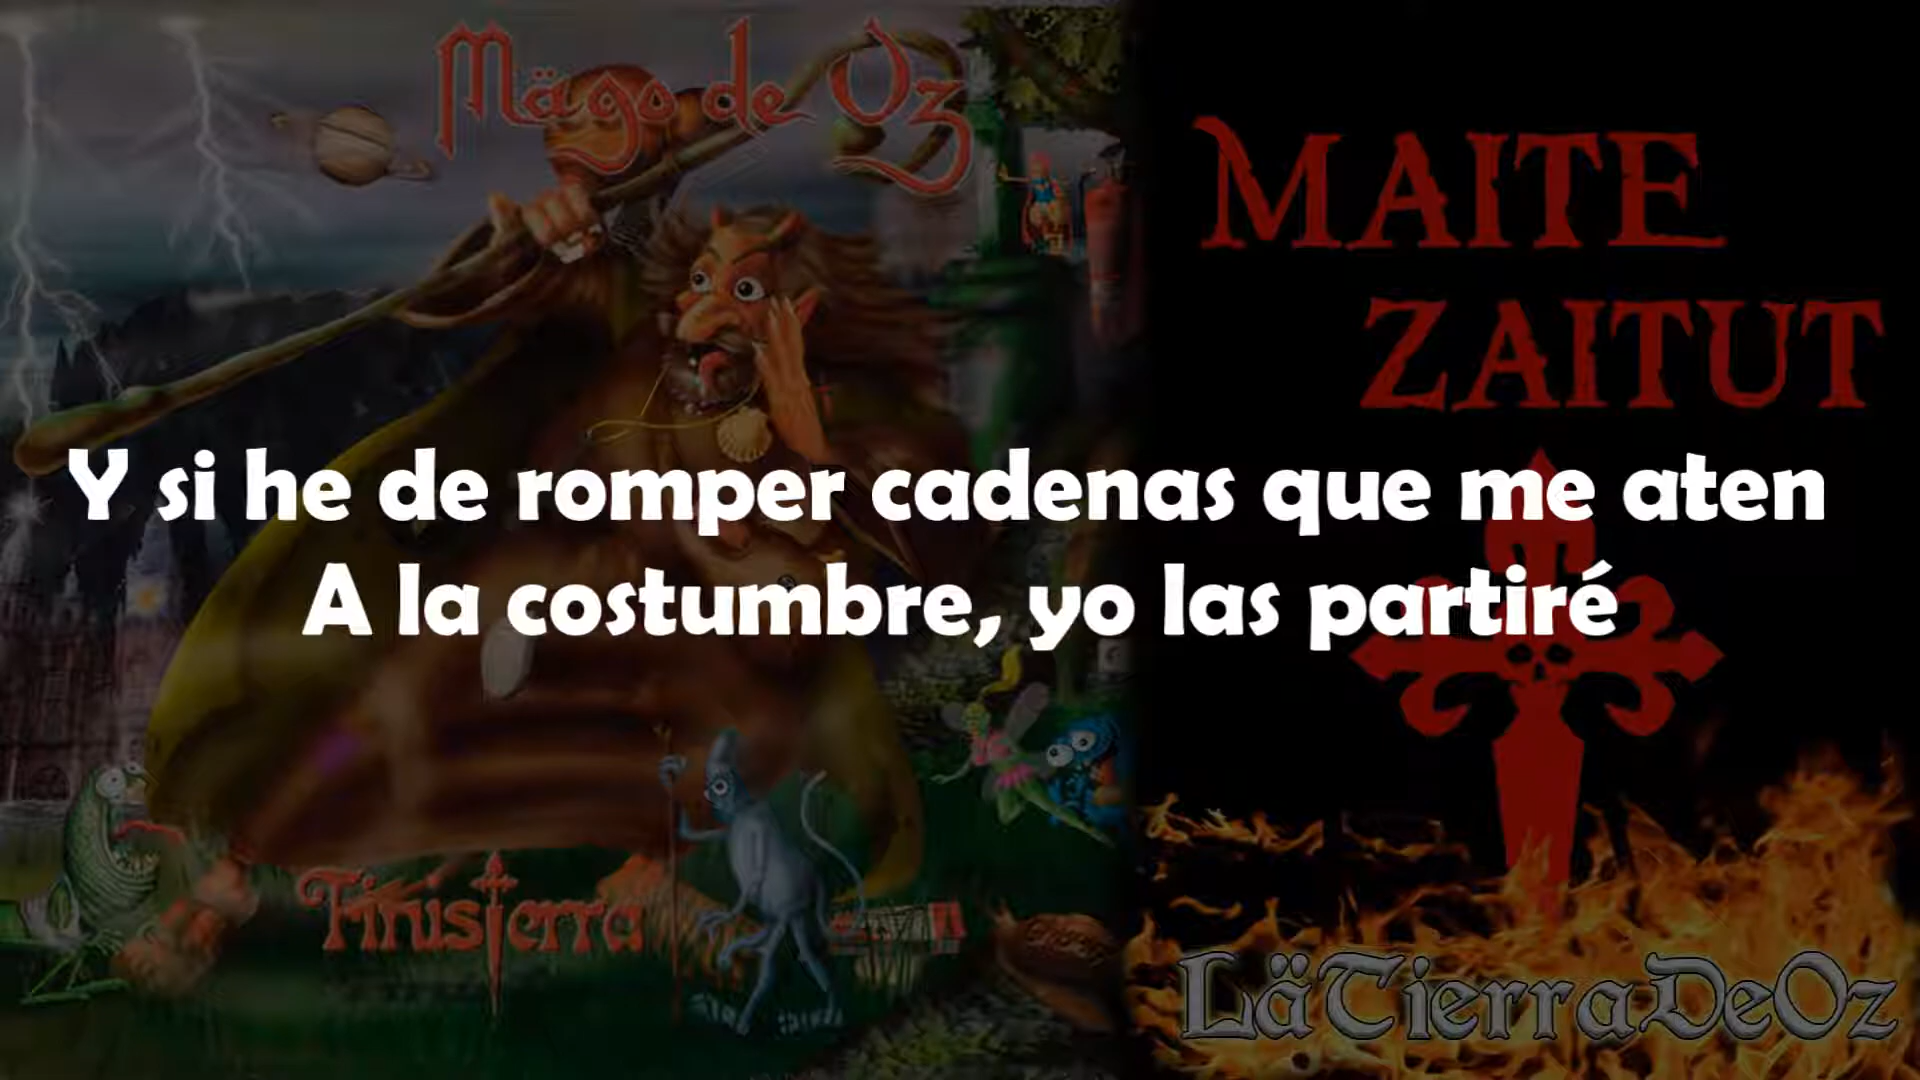 Mägo de Oz
MAITE
ZAITUT
Y si he de romper cadenas que me aten
A la costumbre, yo las partiré
Finisterra
LäTierraDeOz